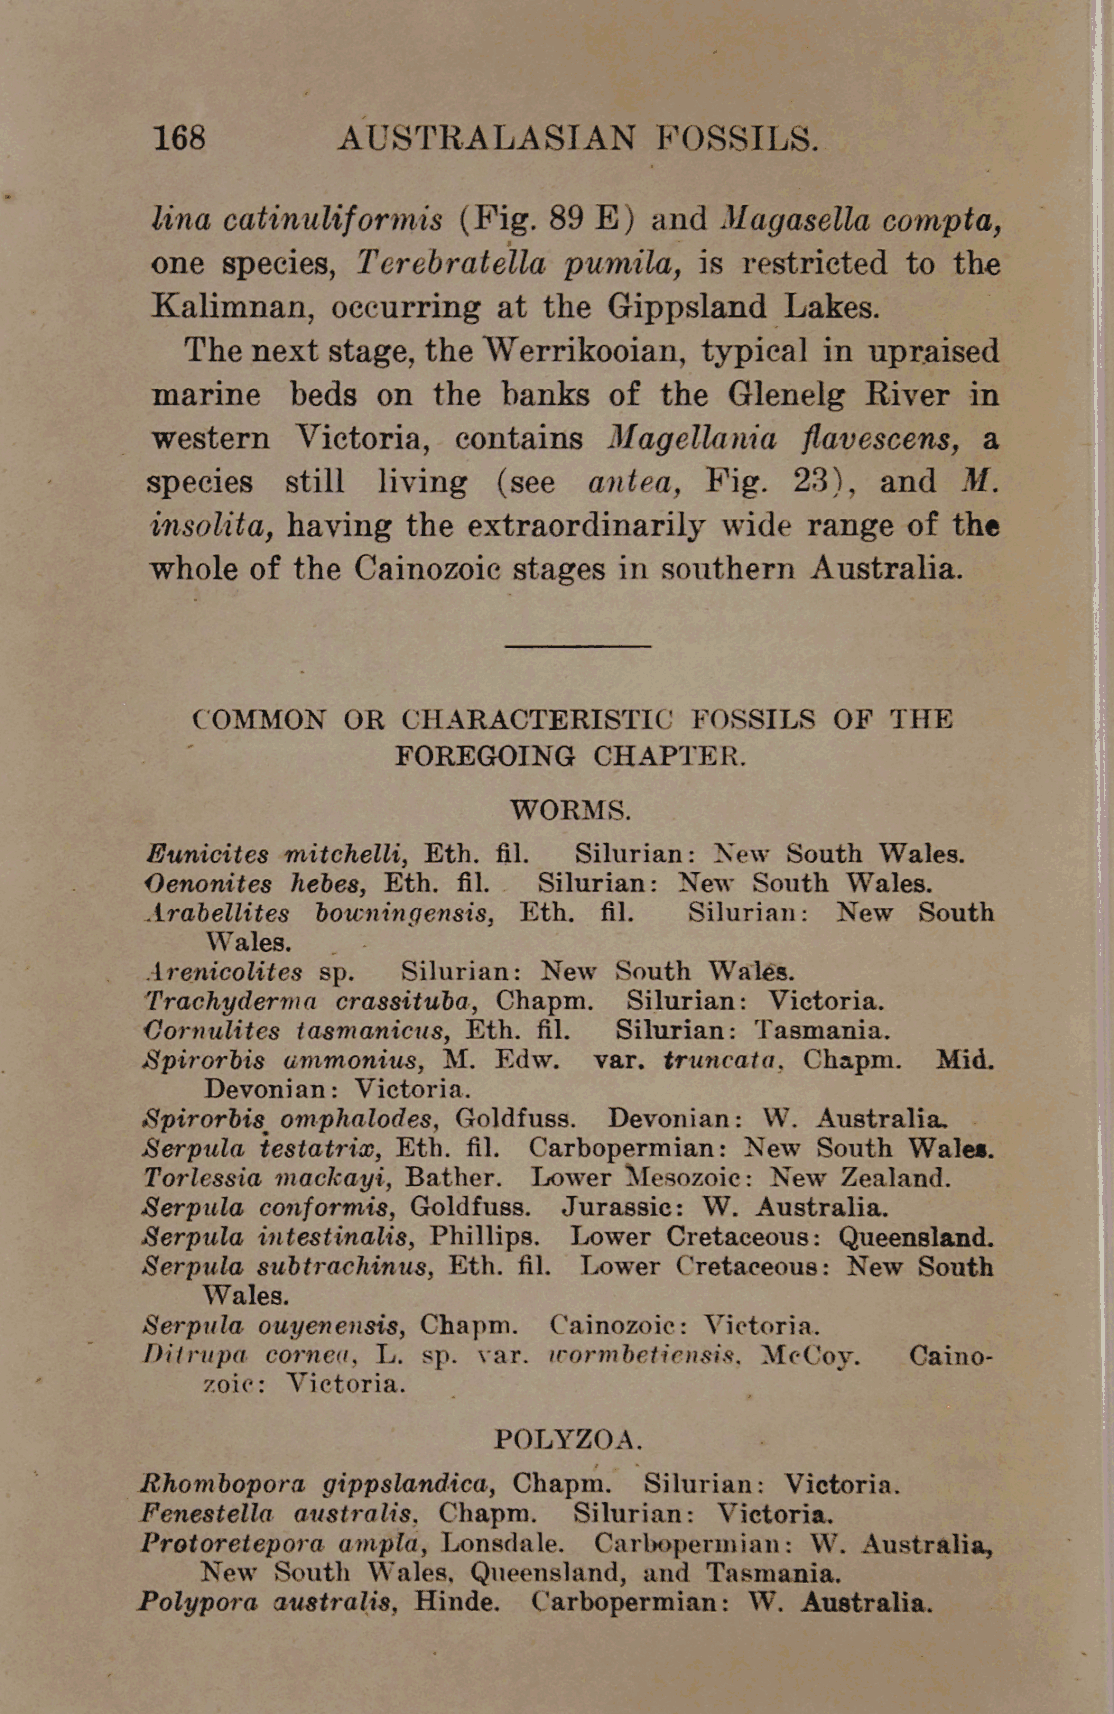 168 AUSTRALASIAN FOSSILS.
lina catinuliformis (Fig. 89 E) and Magasella compta,
one species, Terebratella pumila, is restricted to the
Kalimnan, occurring at the Gippsland Lakes.
The next stage, the Werrikooian, typical in upraised
marine beds on the banks of the Glenelg River in
western Victoria, contains Magellania flavescens, a
species still living (see antea, Fig. 23), and M.
insolita, having the extraordinarily wide range of the
whole of the Cainozoic stages in southern Australia.
COMMON OR CHARACTERISTIC FOSSILS OF THE
FOREGOING CHAPTER.
WORMS.
Eunicites mitchelli, Eth. fil. Silurian: New South Wales.
Oenonites hebes, Eth. fil. Silurian: New South Wales.
Arabellites bowningensis, Eth. fil. Silurian: New South
Wales.
Arenicolites sp. Silurian: New South Wales.
Trachyderma crassituba, Chapm. Silurian: Victoria.
Cornulites tasmanicus, Eth. fil. Silurian: Tasmania.
Spirorbis ammonius, M. Edw. var. truncata, Chapm. Mid.
Devonian: Victoria.
Spirorbis omphalodes, Goldfuss. Devonian: W. Australia.
Serpula testatrix, Eth. fil. Carbopermian: New South Wales.
Torlessia mackayi, Bather. Lower Mesozoic: New Zealand.
Serpula conformis, Goldfuss. Jurassic: W. Australia.
Serpula intestinalis, Phillips. Lower Cretaceous: Queensland.
Serpula subtrachinus, Eth. fil. Lower Cretaceous: New South
Wales.
Serpula ouyenensis, Chapm. Cainozoic: Victoria.
Ditrupa cornea, L. sp. var. wormbetiensis, McCoy. Caino-
zoic: Victoria.
POLYZOA.
Rhombopora gippslandica, Chapm. Silurian: Victoria.
Fenestella australis, Chapm. Silurian: Victoria.
Protoretepora ampla, Lonsdale. Carbopermian: W. Australia,
New South Wales, Queensland, and Tasmania.
Polypora australis, Hinde. Carbopermian: W. Australia.